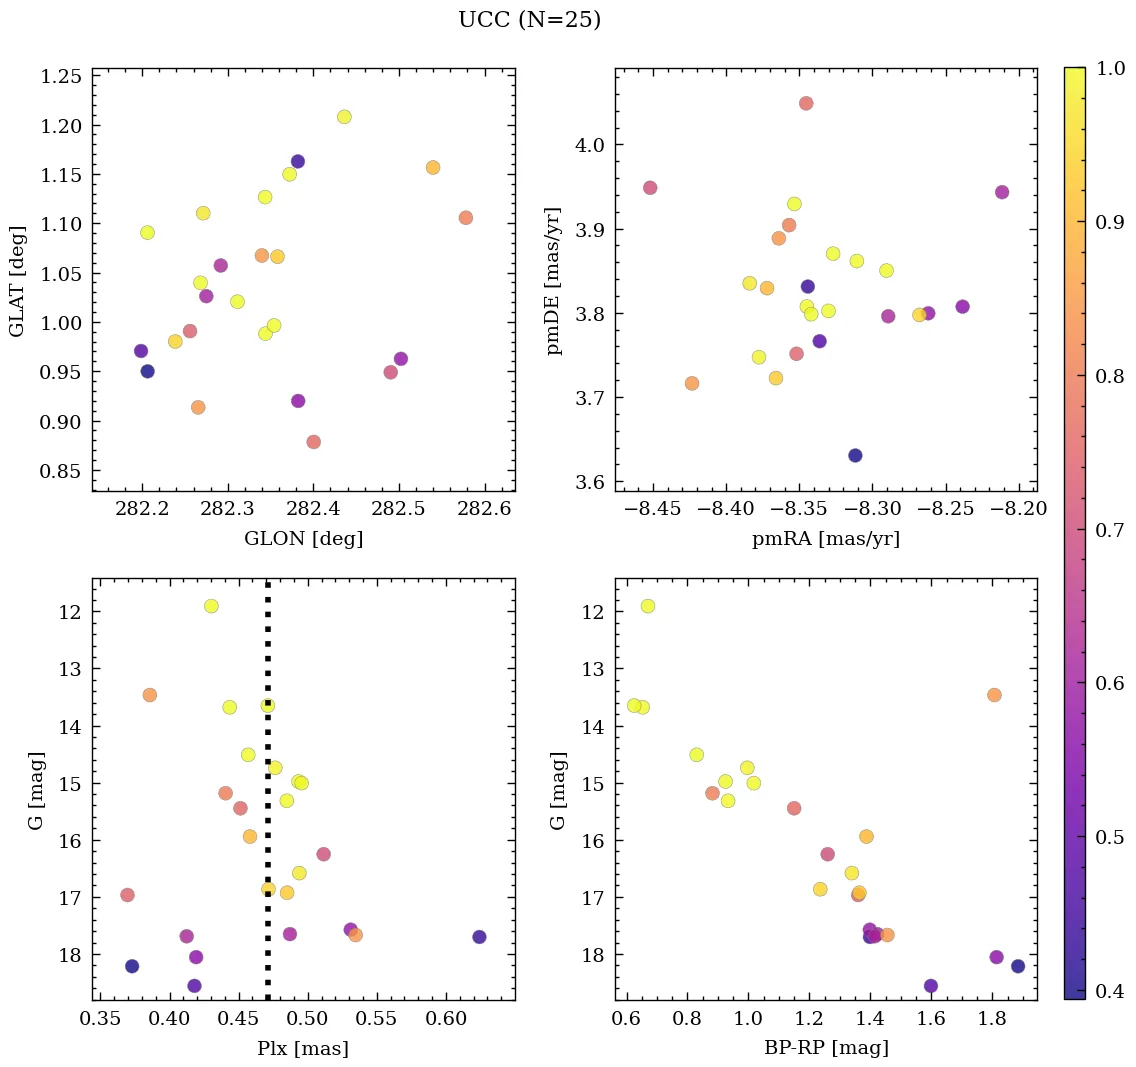 UCC (N=25)
1.25
1.20
1.15
1.10
1.05
1.00
0.95
0.90
0.85
GLAT [deg]
282.2 282.3 282.4 282.5 282.6
GLON [deg]
4.0
3.9
3.8
3.7
3.6
pmDE [mas/yr]
−8.45 −8.40 −8.35 −8.30 −8.25 −8.20
pmRA [mas/yr]
1.0
0.9
0.8
0.7
0.6
0.5
0.4
12
13
14
15
16
17
18
G [mag]
0.35 0.40 0.45 0.50 0.55 0.60
Plx [mas]
12
13
14
15
16
17
18
G [mag]
0.6 0.8 1.0 1.2 1.4 1.6 1.8
BP-RP [mag]